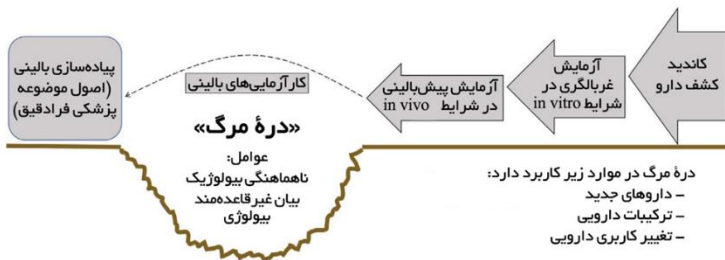 کاندید
کشف دارو
آزمایش
غربالگری در
شرایط in vitro
آزمایش پیش‌بالینی
در شرایط in vivo
کارآزمایی‌های بالینی
پیاده‌سازی بالینی
(اصول موضوعه
پزشکی فرادقیق)
«درهٔ مرگ»
عوامل:
ناهماهنگی بیولوژیک
بیان غیرقاعده‌مند
بیولوژی
درهٔ مرگ در موارد زیر کاربرد دارد:
– داروهای جدید
– ترکیبات دارویی
– تغییر کاربری دارویی